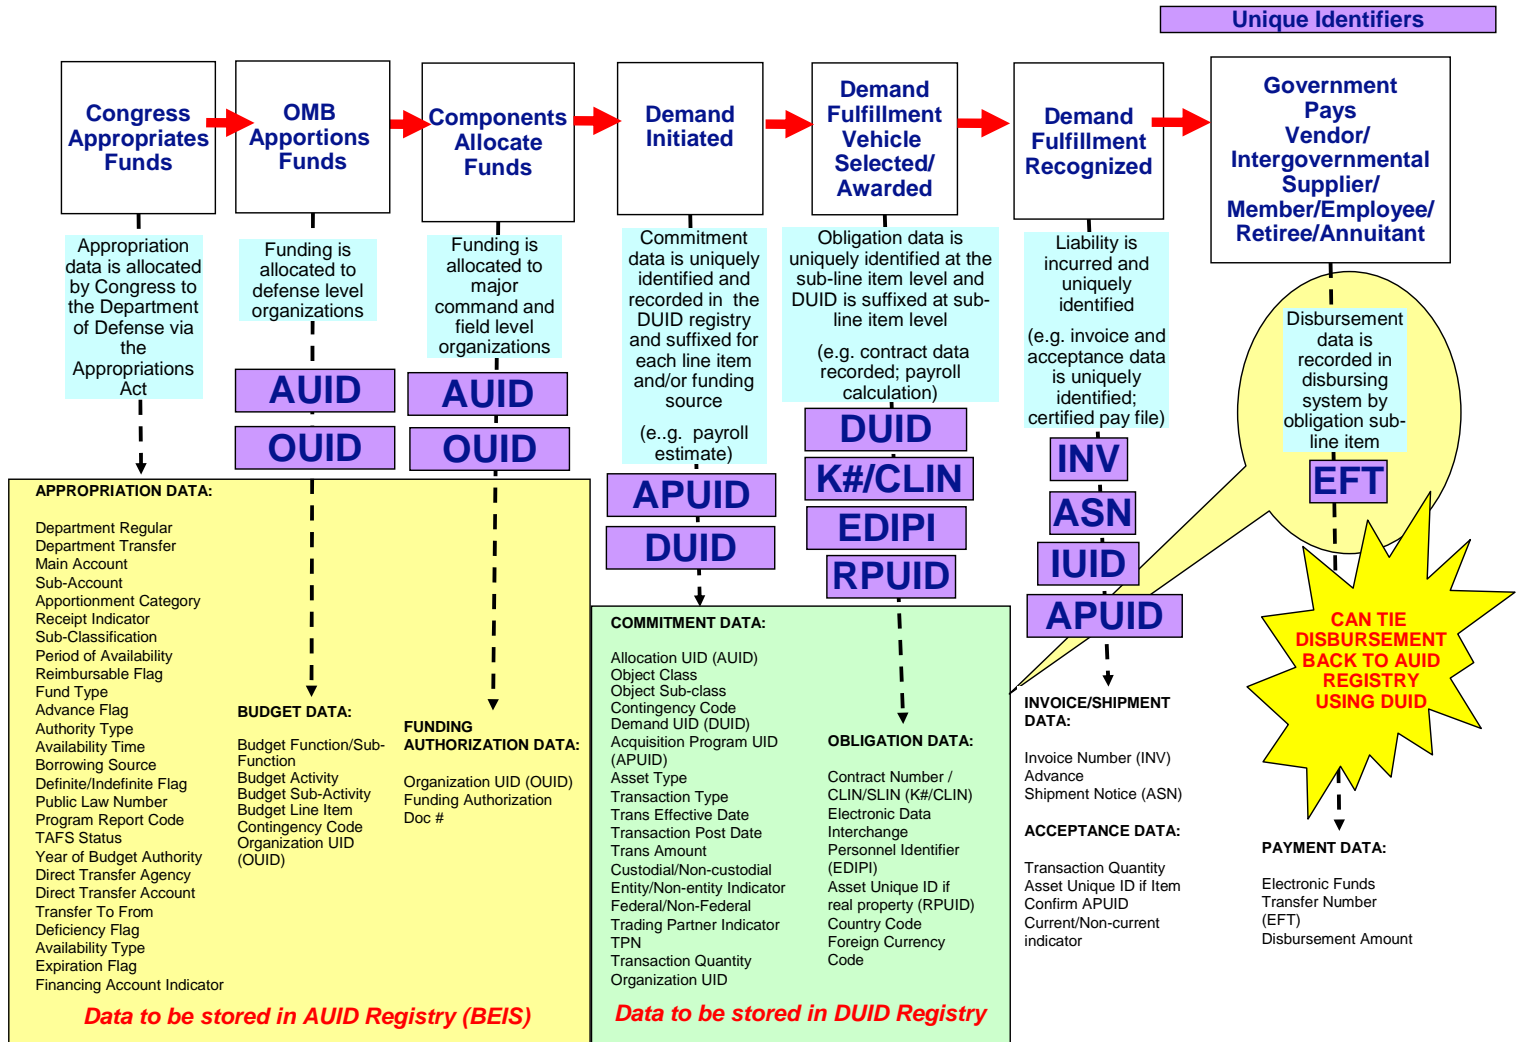 Unique Identifiers
Congress
Appropriates
Funds
OMB
Apportions
Funds
Components
Allocate
Funds
Demand
Initiated
Demand
Fulfillment
Vehicle
Selected/
Awarded
Demand
Fulfillment
Recognized
Government
Pays
Vendor/
Intergovernmental
Supplier/
Member/Employee/
Retiree/Annuitant
Appropriation
data is allocated
by Congress to
the Department
of Defense via
the
Appropriations
Act
Funding is
allocated to
defense level
organizations
AUID
OUID
Funding is
allocated to
major
command and
field level
organizations
AUID
OUID
Commitment
data is uniquely
identified and
recorded in the
DUID registry
and suffixed for
each line item
and/or funding
source
(e..g. payroll
estimate)
APUID
DUID
Obligation data is
uniquely identified at the
sub-line item level and
DUID is suffixed at sub-
line item level
(e.g. contract data
recorded; payroll
calculation)
DUID
K#/CLIN
EDIPI
RPUID
Liability is
incurred and
uniquely
identified
(e.g. invoice and
acceptance data
is uniquely
identified;
certified pay file)
INV
ASN
IUID
APUID
Disbursement
data is
recorded in
disbursing
system by
obligation sub-
line item
EFT
CAN TIE
DISBURSEMENT
BACK TO AUID
REGISTRY
USING DUID
APPROPRIATION DATA:
Department Regular
Department Transfer
Main Account
Sub-Account
Apportionment Category
Receipt Indicator
Sub-Classification
Period of Availability
Reimbursable Flag
Fund Type
Advance Flag
Authority Type
Availability Time
Borrowing Source
Definite/Indefinite Flag
Public Law Number
Program Report Code
TAFS Status
Year of Budget Authority
Direct Transfer Agency
Direct Transfer Account
Transfer To From
Deficiency Flag
Availability Type
Expiration Flag
Financing Account Indicator
BUDGET DATA:
Budget Function/Sub-
Function
Budget Activity
Budget Sub-Activity
Budget Line Item
Contingency Code
Organization UID
(OUID)
FUNDING
AUTHORIZATION DATA:
Organization UID (OUID)
Funding Authorization
Doc #
Data to be stored in AUID Registry (BEIS)
COMMITMENT DATA:
Allocation UID (AUID)
Object Class
Object Sub-class
Contingency Code
Demand UID (DUID)
Acquisition Program UID
(APUID)
Asset Type
Transaction Type
Trans Effective Date
Transaction Post Date
Trans Amount
Custodial/Non-custodial
Entity/Non-entity Indicator
Federal/Non-Federal
Trading Partner Indicator
TPN
Transaction Quantity
Organization UID
OBLIGATION DATA:
Contract Number /
CLIN/SLIN (K#/CLIN)
Electronic Data
Interchange
Personnel Identifier
(EDIPI)
Asset Unique ID if
real property (RPUID)
Country Code
Foreign Currency
Code
Data to be stored in DUID Registry
INVOICE/SHIPMENT
DATA:
Invoice Number (INV)
Advance
Shipment Notice (ASN)
ACCEPTANCE DATA:
Transaction Quantity
Asset Unique ID if Item
Confirm APUID
Current/Non-current
indicator
PAYMENT DATA:
Electronic Funds
Transfer Number
(EFT)
Disbursement Amount